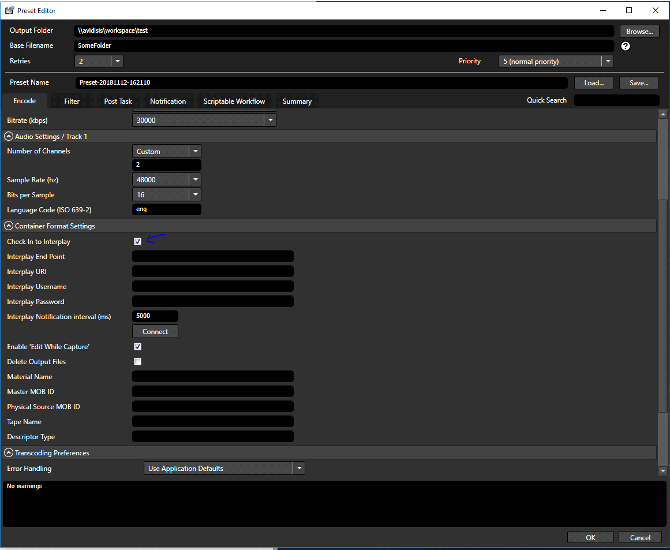 Preset Editor
Output Folder \\avidisis\workspace\test Browse...
Base Filename SomeFolder
Retries 2 Priority 5 (normal priority)
Preset Name Preset-20181112-162110 Load... Save...
Encode Filter Post Task Notification Scriptable Workflow Summary Quick Search
Bitrate (kbps) 30000
Audio Settings / Track 1
Number of Channels Custom
2
Sample Rate (hz) 48000
Bits per Sample 16
Language Code (ISO 639-2) eng
Container Format Settings
Check In to Interplay
Interplay End Point
Interplay URI
Interplay Username
Interplay Password
Interplay Notification interval (ms) 5000
Connect
Enable 'Edit While Capture'
Delete Output Files
Material Name
Master MOB ID
Physical Source MOB ID
Tape Name
Descriptor Type
Transcoding Preferences
Error Handling Use Application Defaults
No warnings
OK Cancel